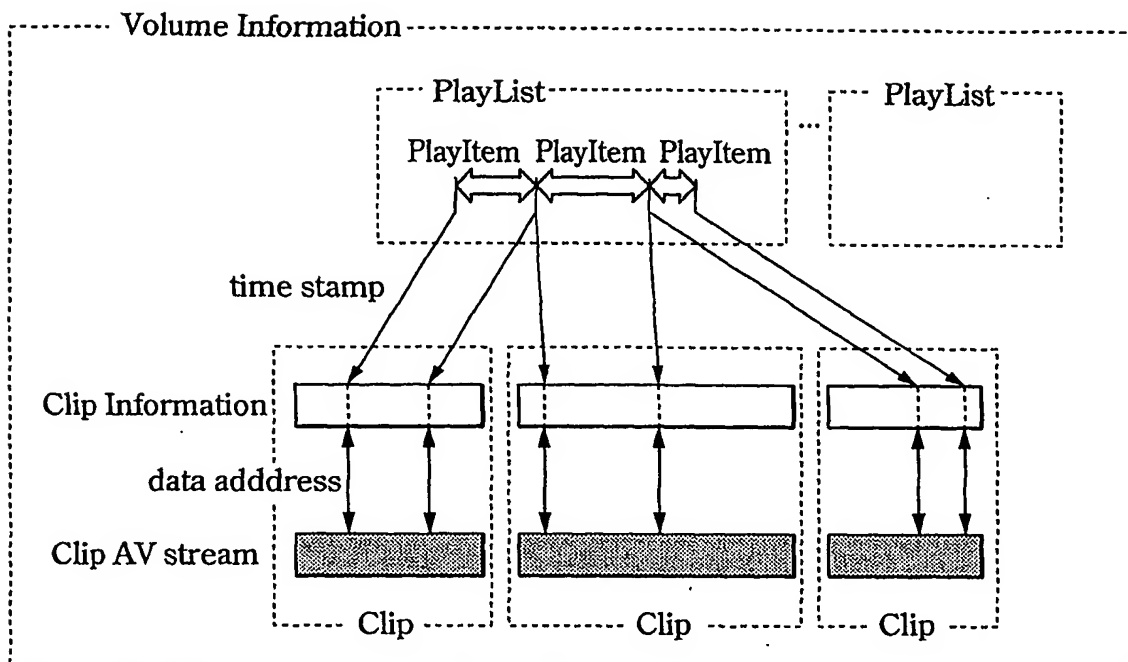 Volume Information
PlayList
PlayList
...
PlayItem PlayItem PlayItem
time stamp
Clip Information
data adddress
Clip AV stream
Clip
Clip
Clip